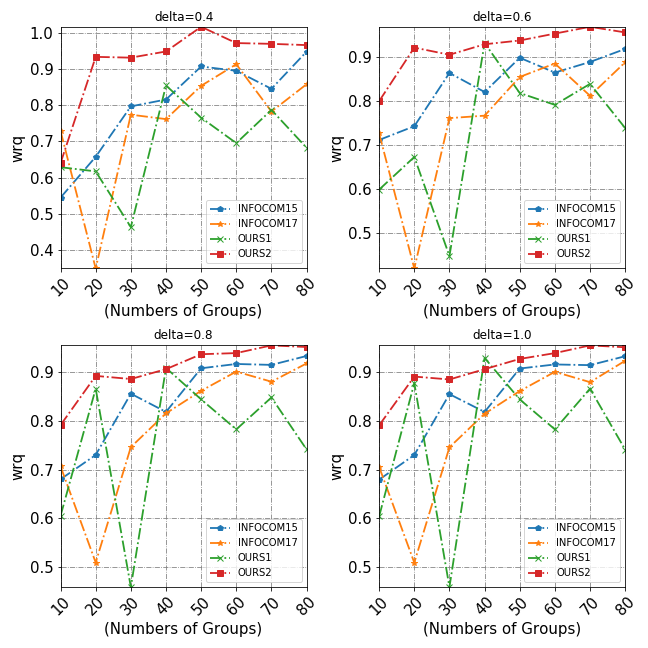 delta=0.4
wrq
1.0
0.9
0.8
0.7
0.6
0.5
0.4
INFOCOM15
INFOCOM17
OURS1
OURS2
10 20 30 40 50 60 70 80
(Numbers of Groups)
delta=0.6
wrq
0.9
0.8
0.7
0.6
0.5
INFOCOM15
INFOCOM17
OURS1
OURS2
10 20 30 40 50 60 70 80
(Numbers of Groups)
delta=0.8
wrq
0.9
0.8
0.7
0.6
0.5
INFOCOM15
INFOCOM17
OURS1
OURS2
10 20 30 40 50 60 70 80
(Numbers of Groups)
delta=1.0
wrq
0.9
0.8
0.7
0.6
0.5
INFOCOM15
INFOCOM17
OURS1
OURS2
10 20 30 40 50 60 70 80
(Numbers of Groups)